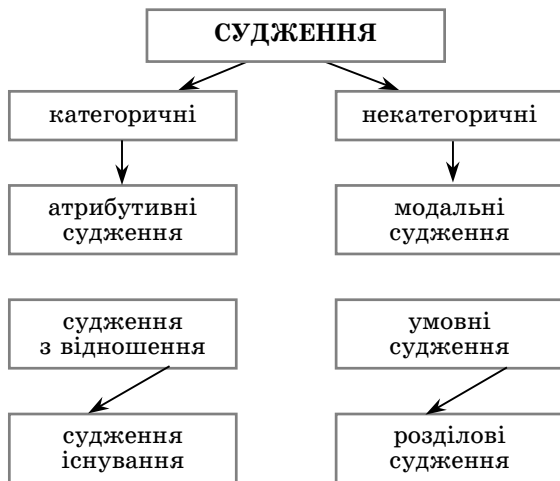 СУДЖЕННЯ
категоричні
некатегоричні
атрибутивні
судження
модальні
судження
судження
з відношення
умовні
судження
судження
існування
розділові
судження